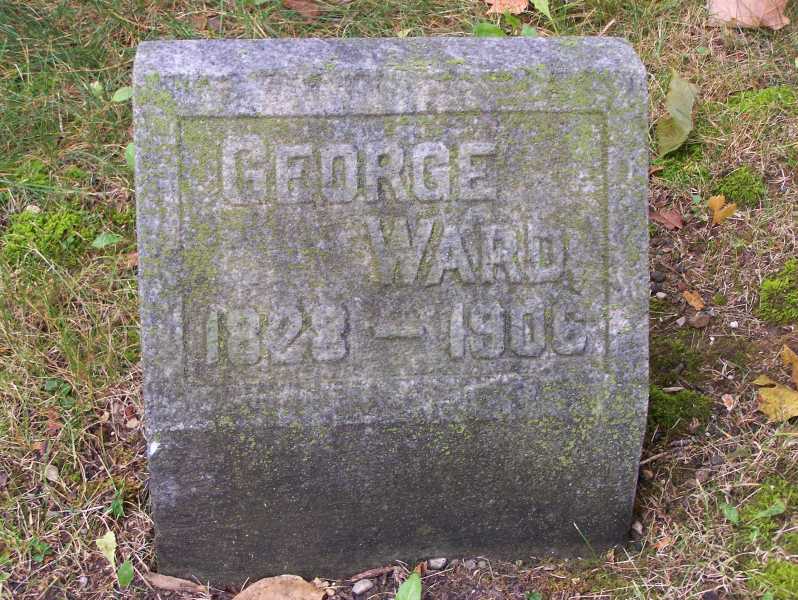 GEORGE
WARD,
1828 – 1906